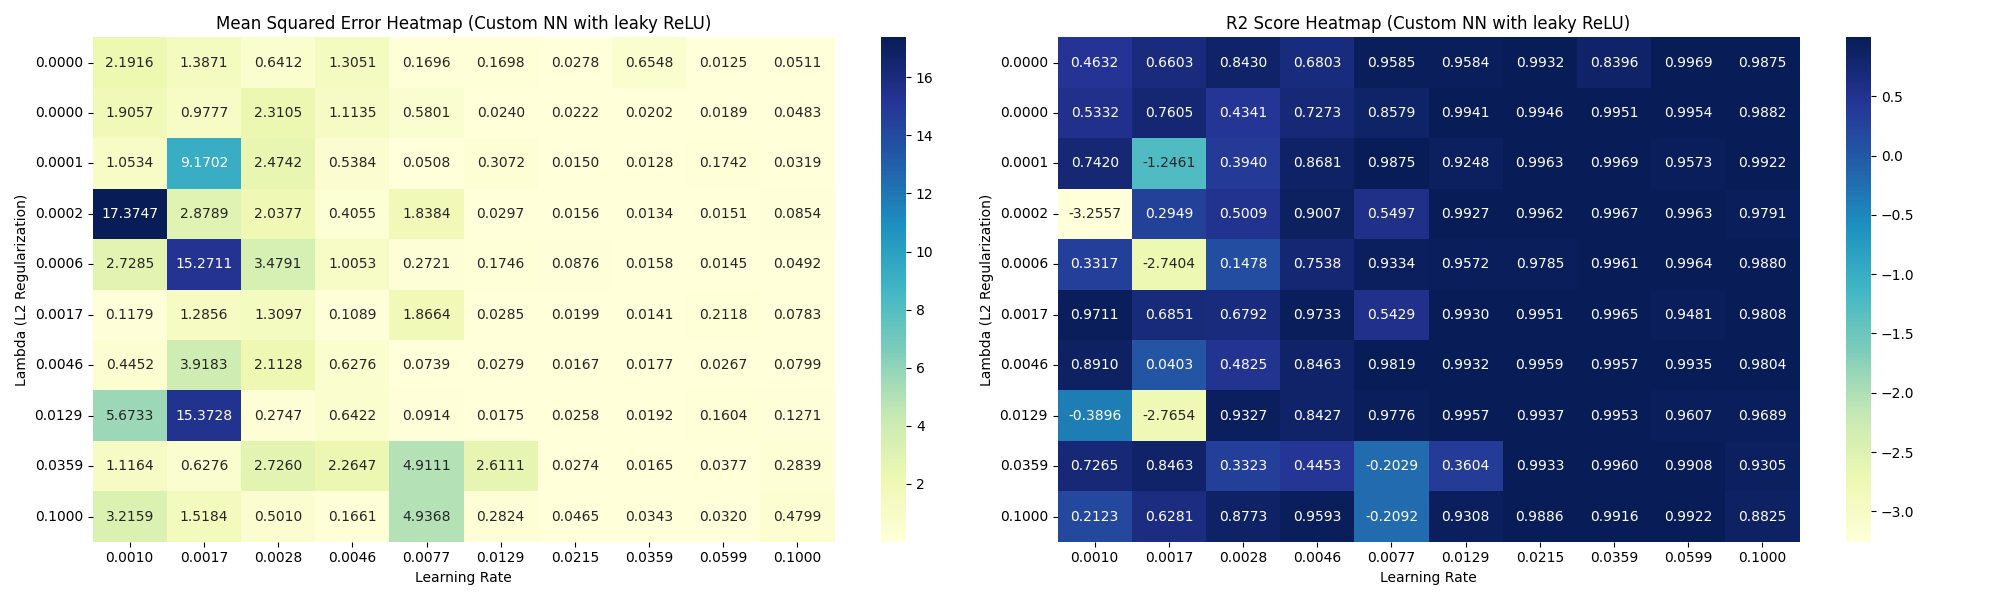 Mean Squared Error Heatmap (Custom NN with leaky ReLU)
0.0000 2.1916 1.3871 0.6412 1.3051 0.1696 0.1698 0.0278 0.6548 0.0125 0.0511
0.0000 1.9057 0.9777 2.3105 1.1135 0.5801 0.0240 0.0222 0.0202 0.0189 0.0483
0.0001 1.0534 9.1702 2.4742 0.5384 0.0508 0.3072 0.0150 0.0128 0.1742 0.0319
0.0002 17.3747 2.8789 2.0377 0.4055 1.8384 0.0297 0.0156 0.0134 0.0151 0.0854
0.0006 2.7285 15.2711 3.4791 1.0053 0.2721 0.1746 0.0876 0.0158 0.0145 0.0492
0.0017 0.1179 1.2856 1.3097 0.1089 1.8664 0.0285 0.0199 0.0141 0.2118 0.0783
0.0046 0.4452 3.9183 2.1128 0.6276 0.0739 0.0279 0.0167 0.0177 0.0267 0.0799
0.0129 5.6733 15.3728 0.2747 0.6422 0.0914 0.0175 0.0258 0.0192 0.1604 0.1271
0.0359 1.1164 0.6276 2.7260 2.2647 4.9111 2.6111 0.0274 0.0165 0.0377 0.2839
0.1000 3.2159 1.5184 0.5010 0.1661 4.9368 0.2824 0.0465 0.0343 0.0320 0.4799
0.0010 0.0017 0.0028 0.0046 0.0077 0.0129 0.0215 0.0359 0.0599 0.1000
Learning Rate
Lambda (L2 Regularization)
16
14
12
10
8
6
4
2
R2 Score Heatmap (Custom NN with leaky ReLU)
0.0000 0.4632 0.6603 0.8430 0.6803 0.9585 0.9584 0.9932 0.8396 0.9969 0.9875
0.0000 0.5332 0.7605 0.4341 0.7273 0.8579 0.9941 0.9946 0.9951 0.9954 0.9882
0.0001 0.7420 -1.2461 0.3940 0.8681 0.9875 0.9248 0.9963 0.9969 0.9573 0.9922
0.0002 -3.2557 0.2949 0.5009 0.9007 0.5497 0.9927 0.9962 0.9967 0.9963 0.9791
0.0006 0.3317 -2.7404 0.1478 0.7538 0.9334 0.9572 0.9785 0.9961 0.9964 0.9880
0.0017 0.9711 0.6851 0.6792 0.9733 0.5429 0.9930 0.9951 0.9965 0.9481 0.9808
0.0046 0.8910 0.0403 0.4825 0.8463 0.9819 0.9932 0.9959 0.9957 0.9935 0.9804
0.0129 -0.3896 -2.7654 0.9327 0.8427 0.9776 0.9957 0.9937 0.9953 0.9607 0.9689
0.0359 0.7265 0.8463 0.3323 0.4453 -0.2029 0.3604 0.9933 0.9960 0.9908 0.9305
0.1000 0.2123 0.6281 0.8773 0.9593 -0.2092 0.9308 0.9886 0.9916 0.9922 0.8825
0.0010 0.0017 0.0028 0.0046 0.0077 0.0129 0.0215 0.0359 0.0599 0.1000
Learning Rate
Lambda (L2 Regularization)
0.5
0.0
−0.5
−1.0
−1.5
−2.0
−2.5
−3.0